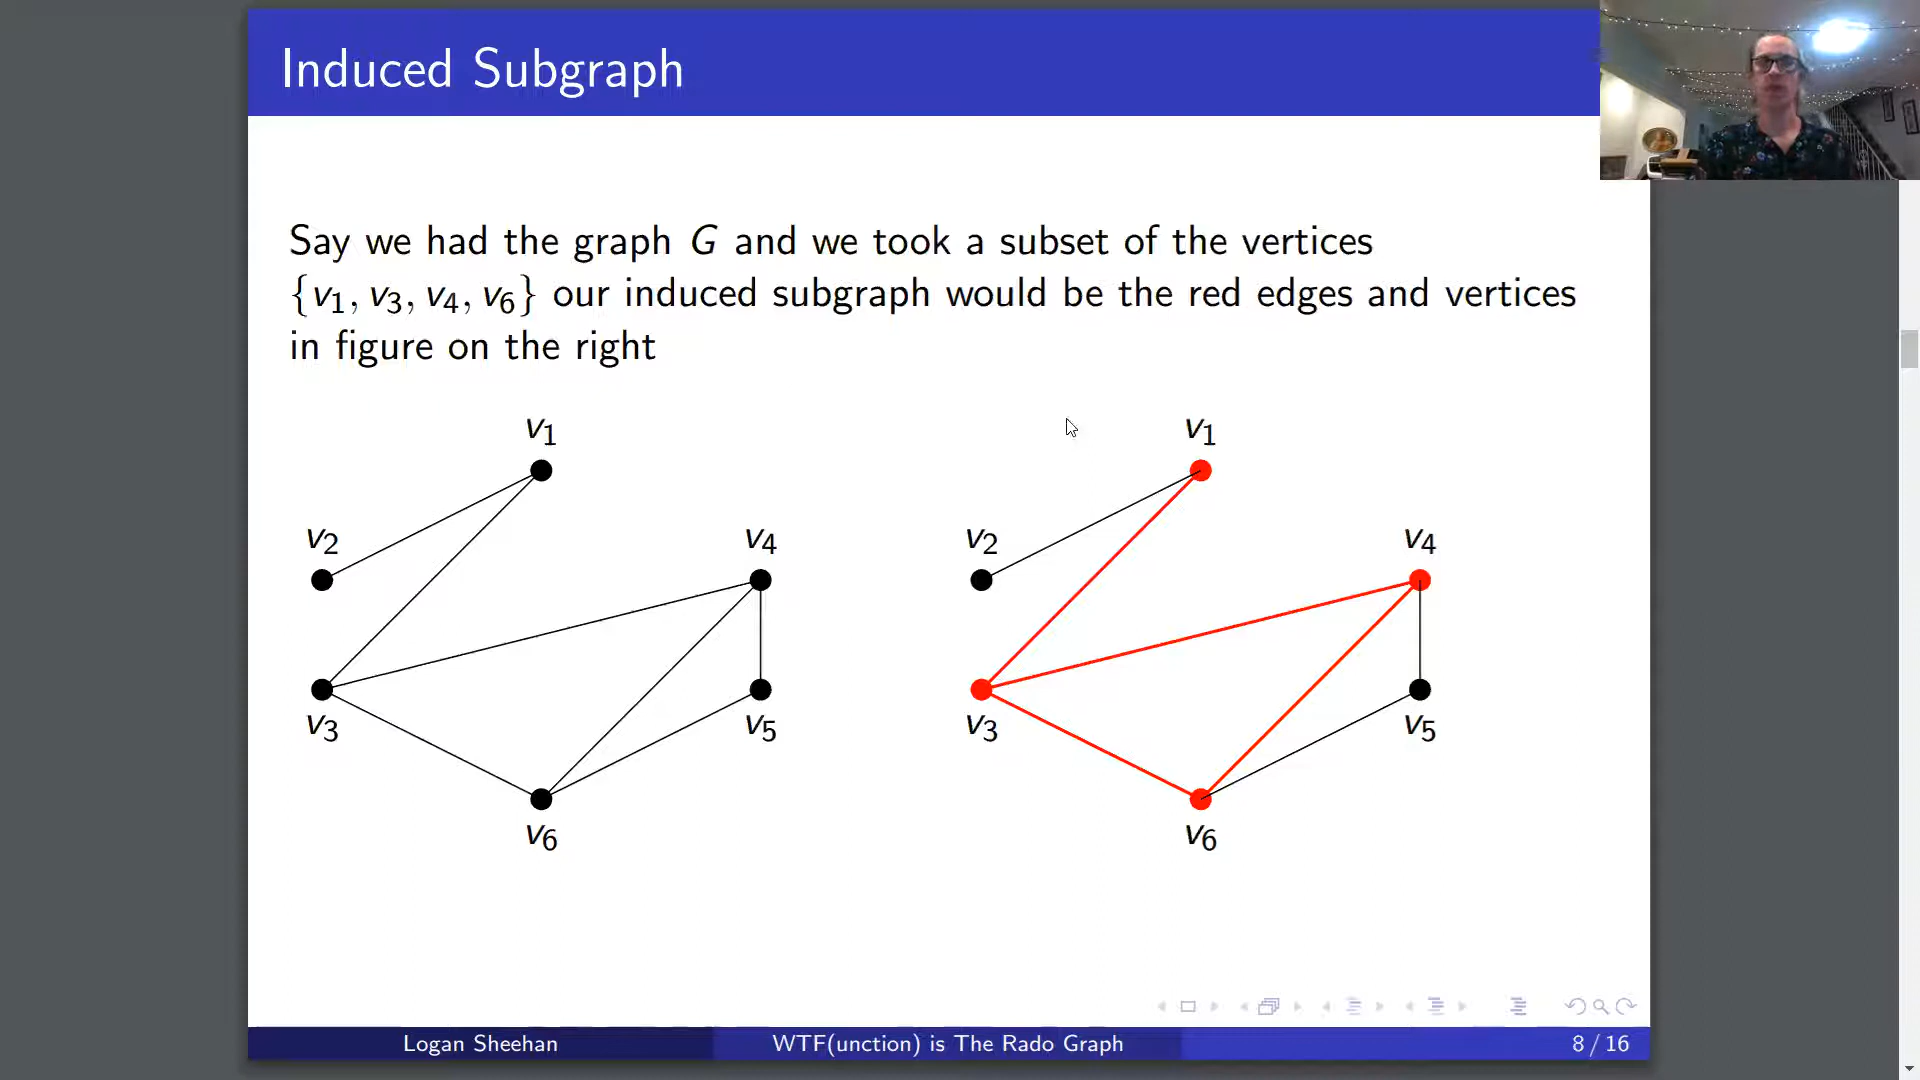 Induced Subgraph
Say we had the graph G and we took a subset of the vertices
{v₁, v₃, v₄, v₆} our induced subgraph would be the red edges and vertices
in figure on the right
v₁
v₂
v₄
v₃
v₅
v₆
v₁
v₂
v₄
v₃
v₅
v₆
Logan Sheehan
WTF(unction) is The Rado Graph
8 / 16